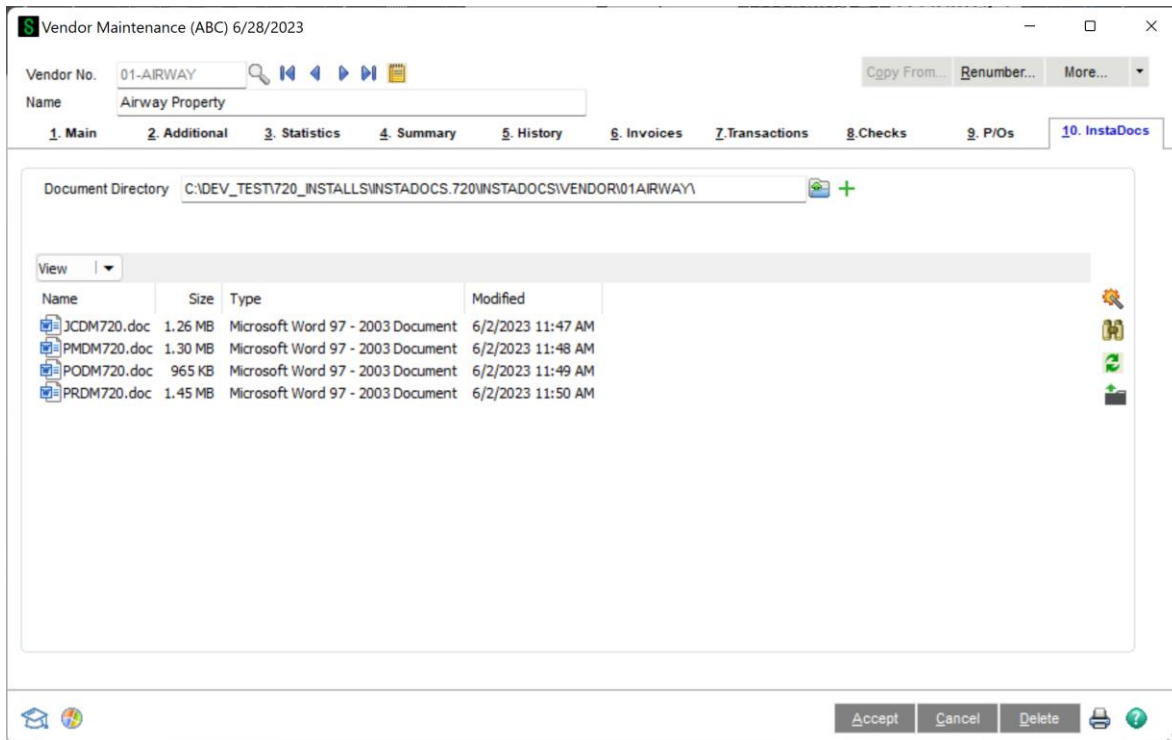 Vendor Maintenance (ABC) 6/28/2023
Vendor No. 01-AIRWAY Copy From... Renumber... More...
Name Airway Property
1. Main 2. Additional 3. Statistics 4. Summary 5. History 6. Invoices 7.Transactions 8.Checks 9. P/Os 10. InstaDocs
Document Directory C:\DEV_TEST\720_INSTALLS\INSTADOCS.720\INSTADOCS\VENDOR\01AIRWAY\
View
Name Size Type Modified
JCDM720.doc 1.26 MB Microsoft Word 97 - 2003 Document 6/2/2023 11:47 AM
PMDM720.doc 1.30 MB Microsoft Word 97 - 2003 Document 6/2/2023 11:48 AM
PODM720.doc 965 KB Microsoft Word 97 - 2003 Document 6/2/2023 11:49 AM
PRDM720.doc 1.45 MB Microsoft Word 97 - 2003 Document 6/2/2023 11:50 AM
Accept Cancel Delete